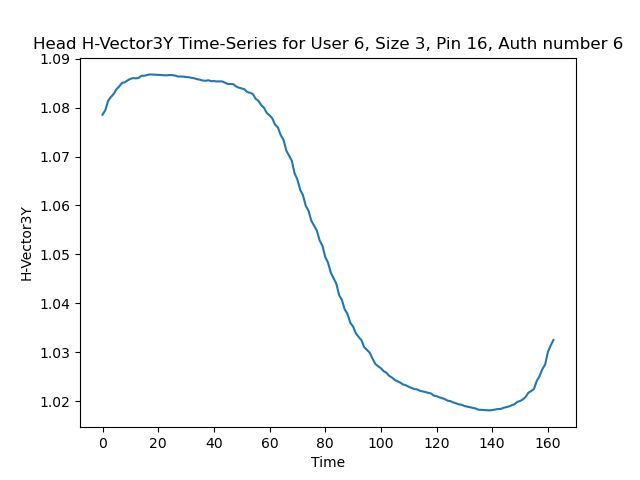 Head H-Vector3Y Time-Series for User 6, Size 3, Pin 16, Auth number 6
1.09
1.08
1.07
1.06
1.05
1.04
1.03
1.02
H-Vector3Y
0 20 40 60 80 100 120 140 160
Time